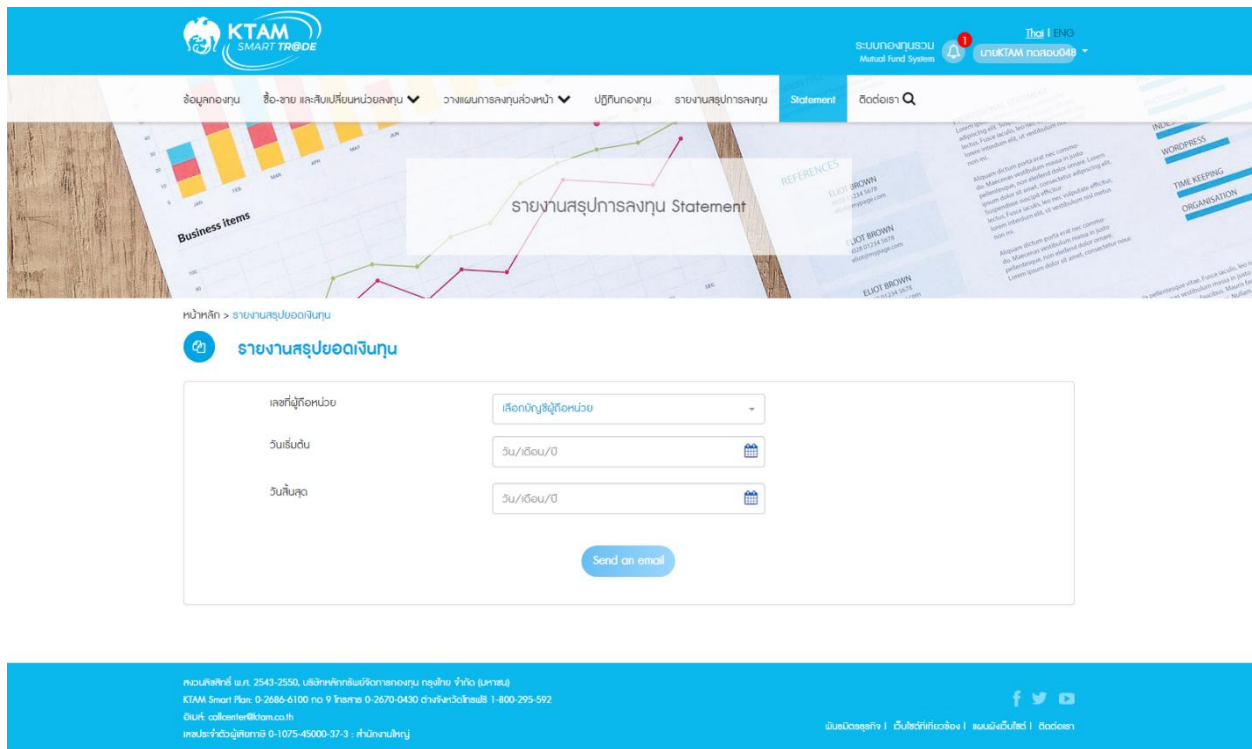 KTAM
SMART TR@DE
Thai | ENG
ระบบกองทุนรวม
Mutual Fund System
1
นายKTAM ทดสอบ048
ข้อมูลกองทุน ซื้อ-ขาย และสับเปลี่ยนหน่วยลงทุน วางแผนการลงทุนล่วงหน้า ปฏิทินกองทุน รายงานสรุปการลงทุน Statement ติดต่อเรา
Business items
JAN FEB MAR APR MAY JUN
REFERENCES
ELIOT BROWN
ELIOT BROWN
ELIOT BROWN
WORDPRESS
TIME KEEPING
ORGANISATION
รายงานสรุปการลงทุน Statement
หน้าหลัก > รายงานสรุปยอดเงินทุน
รายงานสรุปยอดเงินทุน
เลขที่ผู้ถือหน่วย
เลือกบัญชีผู้ถือหน่วย
วันเริ่มต้น
วัน/เดือน/ปี
วันสิ้นสุด
วัน/เดือน/ปี
Send an email
สงวนลิขสิทธิ์ พ.ศ. 2543-2550, บริษัทหลักทรัพย์จัดการกองทุน กรุงไทย จำกัด (มหาชน)
KTAM Smart Plan: 0-2686-6100 กด 9 โทรสาร 0-2670-0430 ต่างจังหวัดโทรฟรี 1-800-295-592
อีเมล์: callcenter@ktam.co.th
เลขประจำตัวผู้เสียภาษี 0-1075-45000-37-3 : สำนักงานใหญ่
พันธมิตรธุรกิจ | เว็บไซต์ที่เกี่ยวข้อง | แผนผังเว็บไซต์ | ติดต่อเรา